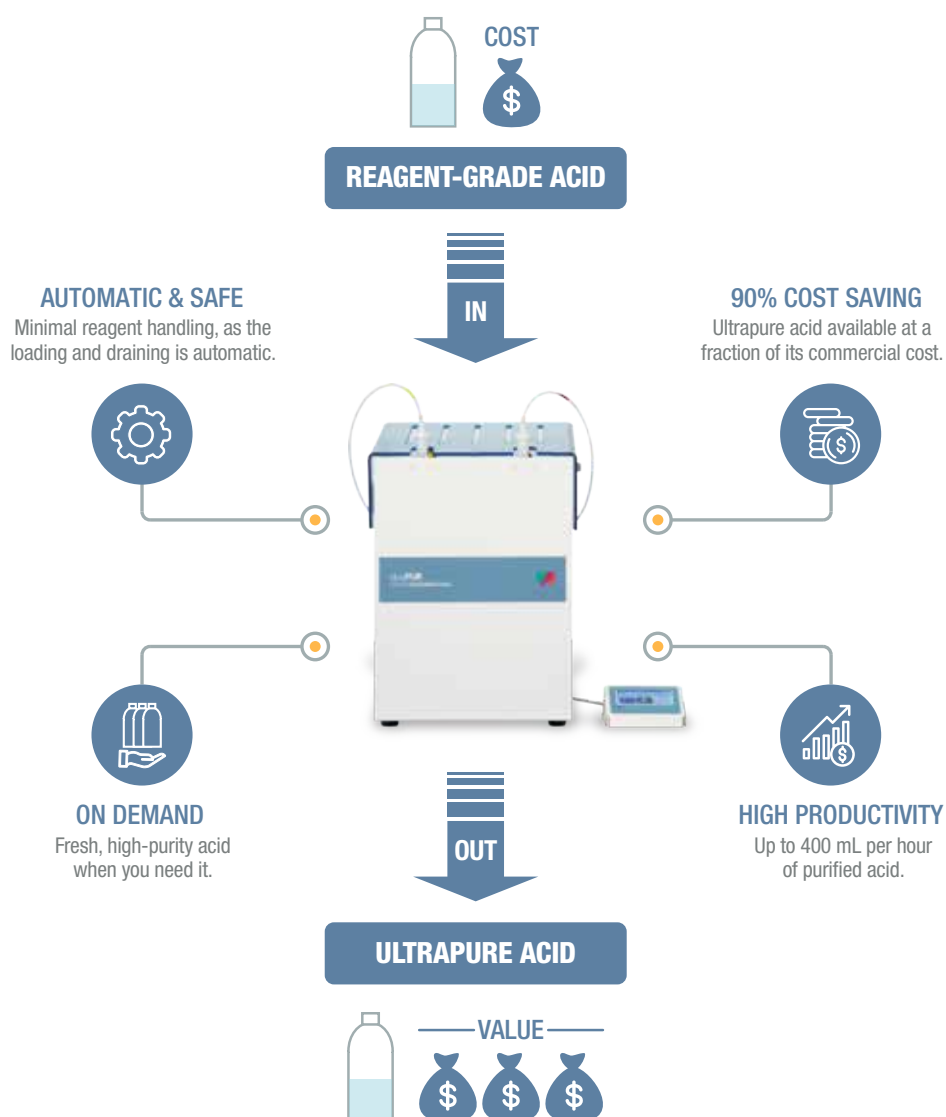 COST
$
REAGENT-GRADE ACID
IN
AUTOMATIC & SAFE
Minimal reagent handling, as the
loading and draining is automatic.
90% COST SAVING
Ultrapure acid available at a
fraction of its commercial cost.
$
ON DEMAND
Fresh, high-purity acid
when you need it.
$
HIGH PRODUCTIVITY
Up to 400 mL per hour
of purified acid.
OUT
ULTRAPURE ACID
VALUE
$ $ $